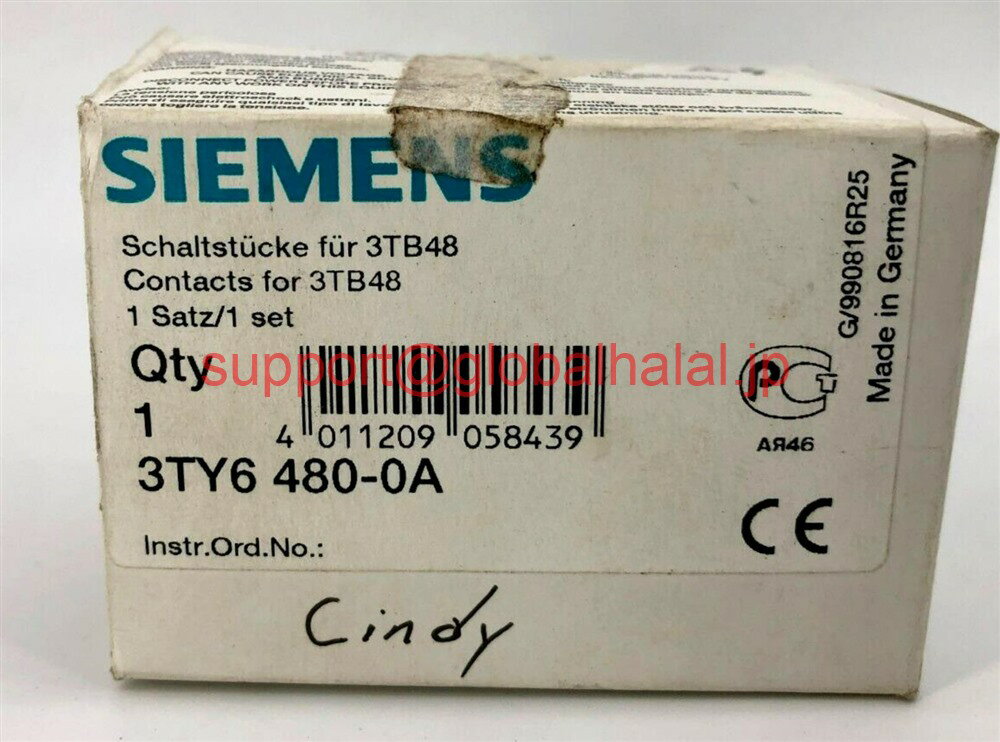 SIEMENS
Schaltstücke für 3TB48
Contacts for 3TB48
1 Satz/1 set
Qty
1
support@globalhalal.jp
4 011209 058439
3TY6 480-0A
Instr.Ord.No.:
G/990816R25
Made in Germany
АЯ46
CE
Cindy